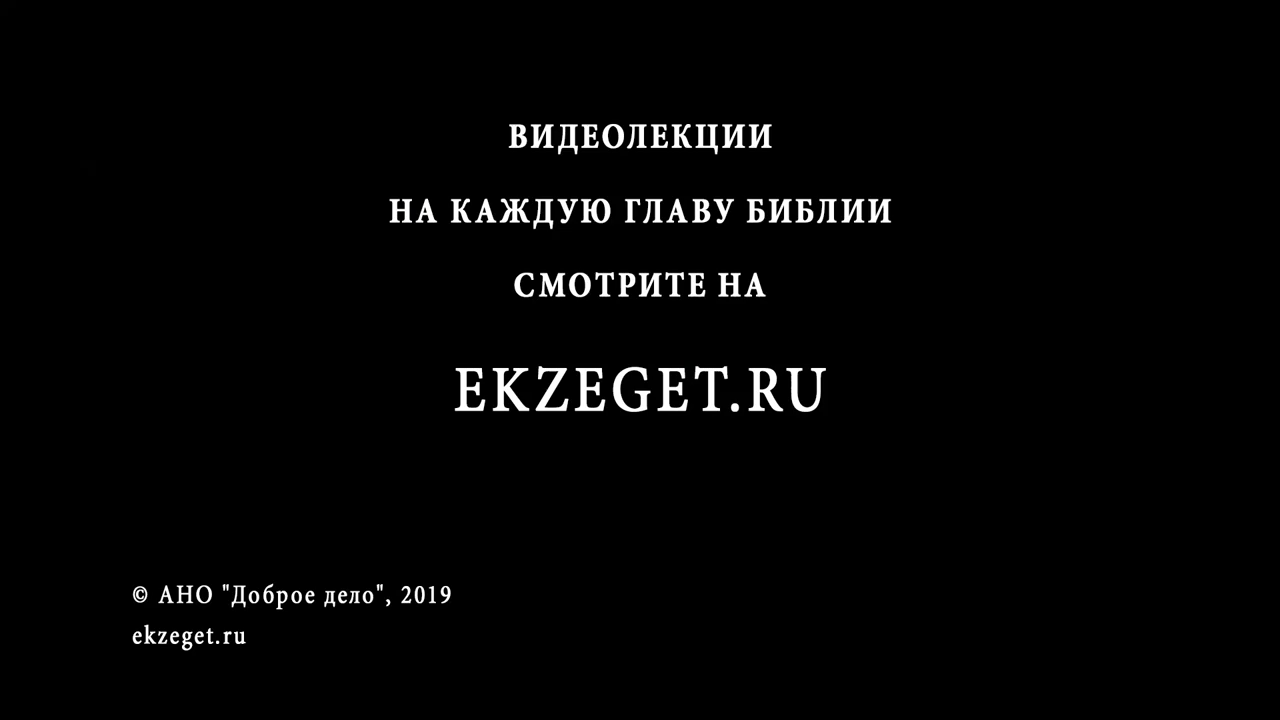 ВИДЕОЛЕКЦИИ
НА КАЖДУЮ ГЛАВУ БИБЛИИ
СМОТРИТЕ НА
EKZEGET.RU
© АНО "Доброе дело", 2019
ekzeget.ru